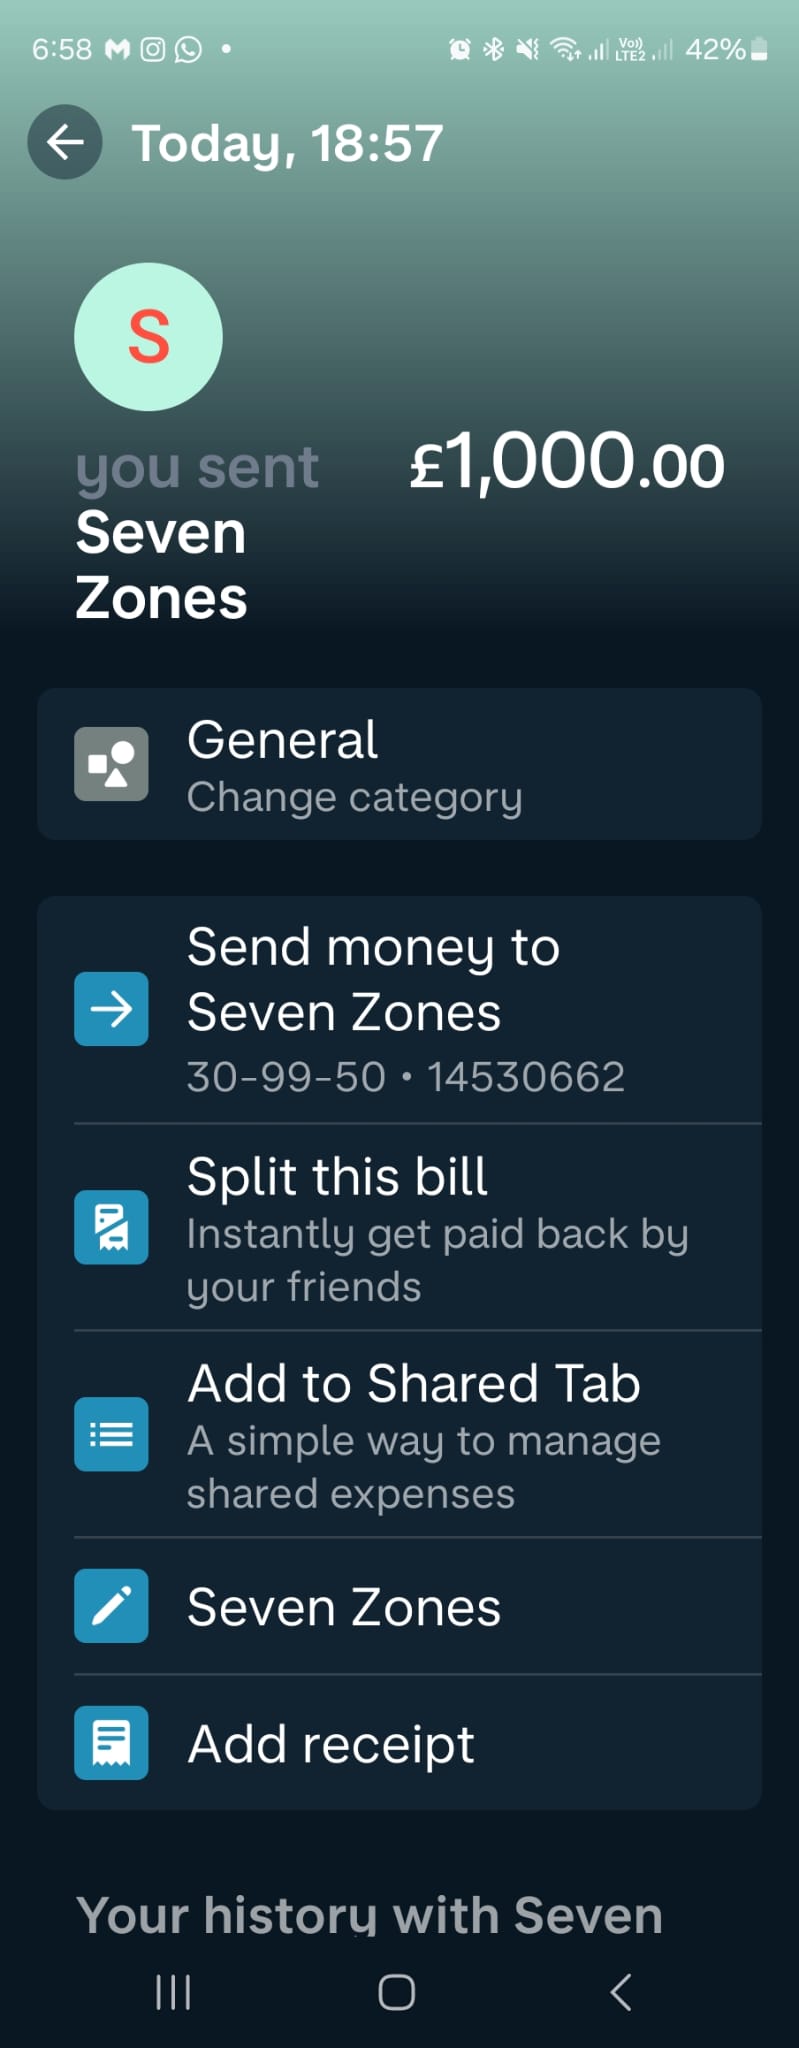 6:58
Vo)) LTE2
42%
Today, 18:57
S
you sent £1,000.00
Seven
Zones
General
Change category
Send money to
Seven Zones
30-99-50 • 14530662
Split this bill
Instantly get paid back by
your friends
Add to Shared Tab
A simple way to manage
shared expenses
Seven Zones
Add receipt
Your history with Seven